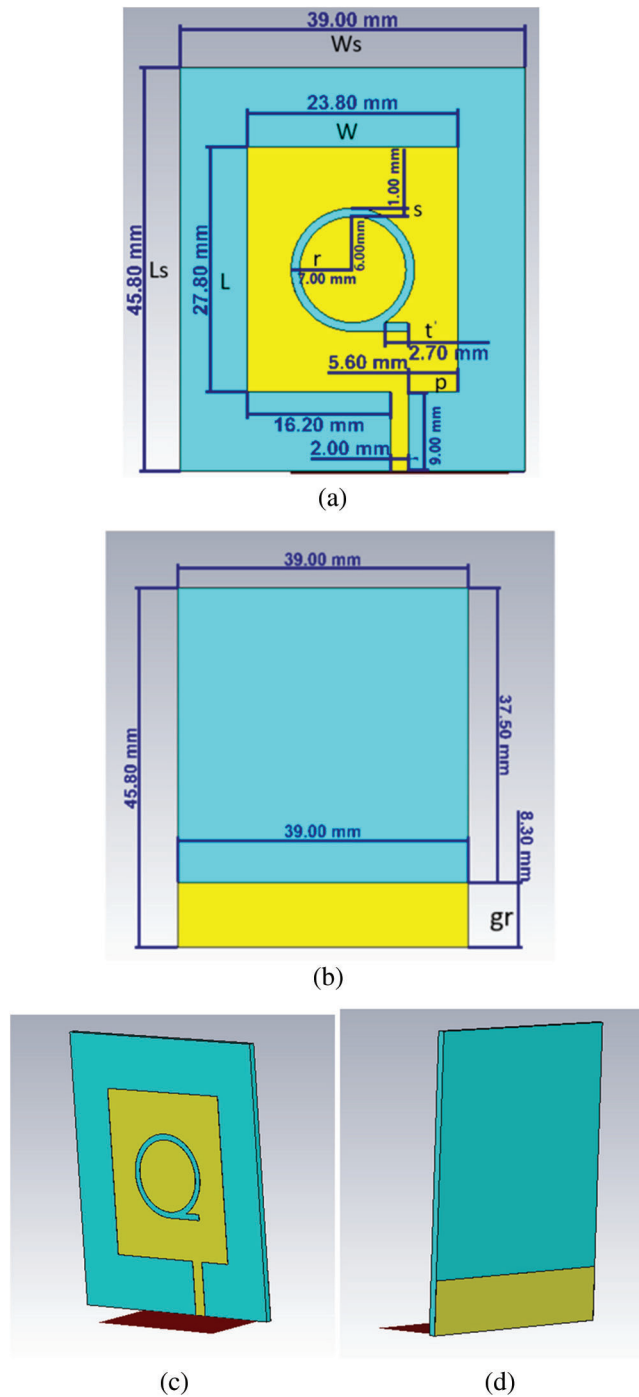 39.00 mm
Ws
23.80 mm
W
1.00 mm
s
6.00mm
r
7.00 mm
45.80 mm
Ls
27.80 mm
L
t'
2.70 mm
5.60 mm
p
16.20 mm
2.00 mm
9.00 mm
(a)
39.00 mm
45.80 mm
37.50 mm
39.00 mm
8.30 mm
gr
(b)
(c)
(d)